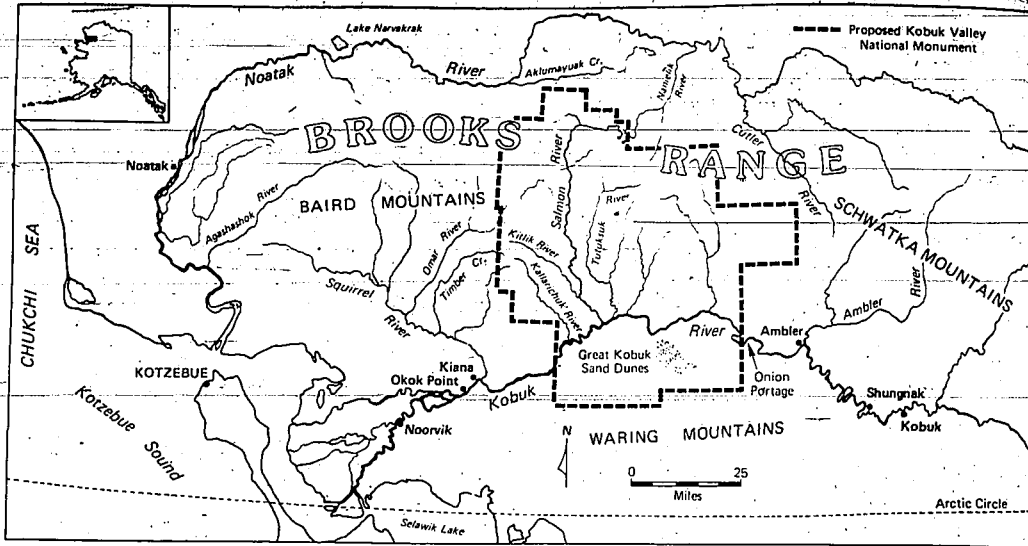 Lake Narvakrak
Proposed Kobuk Valley
National Monument
Noatak
River
Aklumayuak Cr.
Nanielik
River
BROOKS
RANGE
Cutler
River
Noatak
Salmon
River
Agashashok River
BAIRD MOUNTAINS
Tutuksuk
River
SCHWATKA MOUNTAINS
Omar River
Kitlik River
Timber Cr.
Kallarichuk River
Squirrel
River
CHUKCHI SEA
Ambler
River
River
Ambler
Great Kobuk
Sand Dunes
Kiana
Okok Point
KOTZEBUE
Kobuk
Onion
Portage
Shungnak
Kobuk
Noorvik
Kotzebue
Sound
N
WARING MOUNTAINS
0 25
Miles
Arctic Circle
Selawik Lake